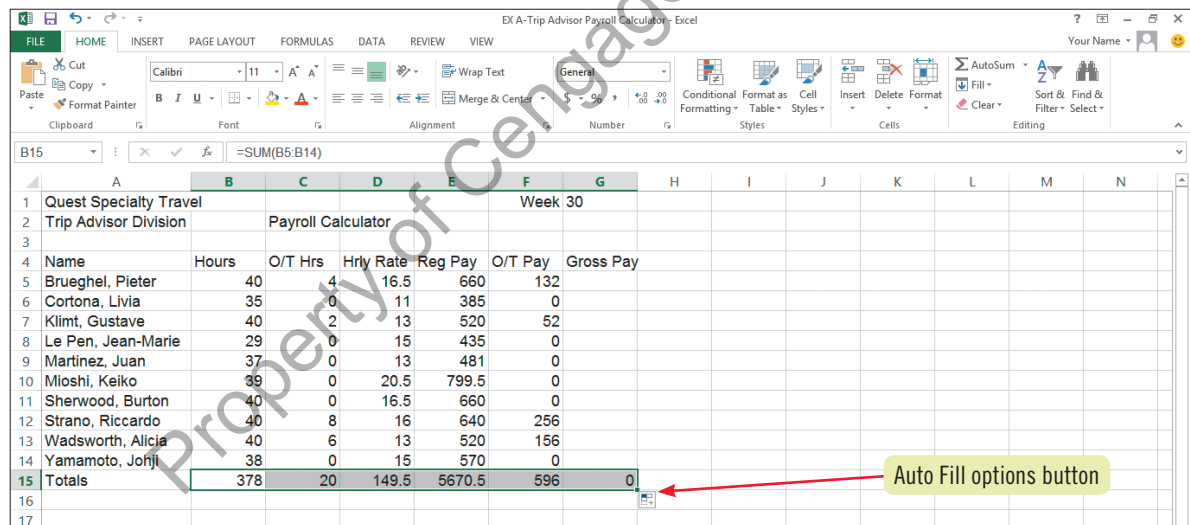 EX A-Trip Advisor Payroll Calculator - Excel
FILE HOME INSERT PAGE LAYOUT FORMULAS DATA REVIEW VIEW Your Name
Paste Cut Copy Format Painter
Calibri 11 A A
B I U A
Wrap Text
Merge & Center
General
$ % ,
Conditional Formatting Format as Table Cell Styles
Insert Delete Format
AutoSum Fill Clear
Sort & Filter Find & Select
Clipboard Font Alignment Number Styles Cells Editing
B15 fx =SUM(B5:B14)
A B C D E F G H I J K L M N
1 Quest Specialty Travel Week 30
2 Trip Advisor Division Payroll Calculator
3
4 Name Hours O/T Hrs Hrly Rate Reg Pay O/T Pay Gross Pay
5 Brueghel, Pieter 40 4 16.5 660 132
6 Cortona, Livia 35 0 11 385 0
7 Klimt, Gustave 40 2 13 520 52
8 Le Pen, Jean-Marie 29 0 15 435 0
9 Martinez, Juan 37 0 13 481 0
10 Mioshi, Keiko 39 0 20.5 799.5 0
11 Sherwood, Burton 40 0 16.5 660 0
12 Strano, Riccardo 40 8 16 640 256
13 Wadsworth, Alicia 40 6 13 520 156
14 Yamamoto, Johji 38 0 15 570 0
15 Totals 378 20 149.5 5670.5 596 0
16
17
Auto Fill options button
Property of Cengage